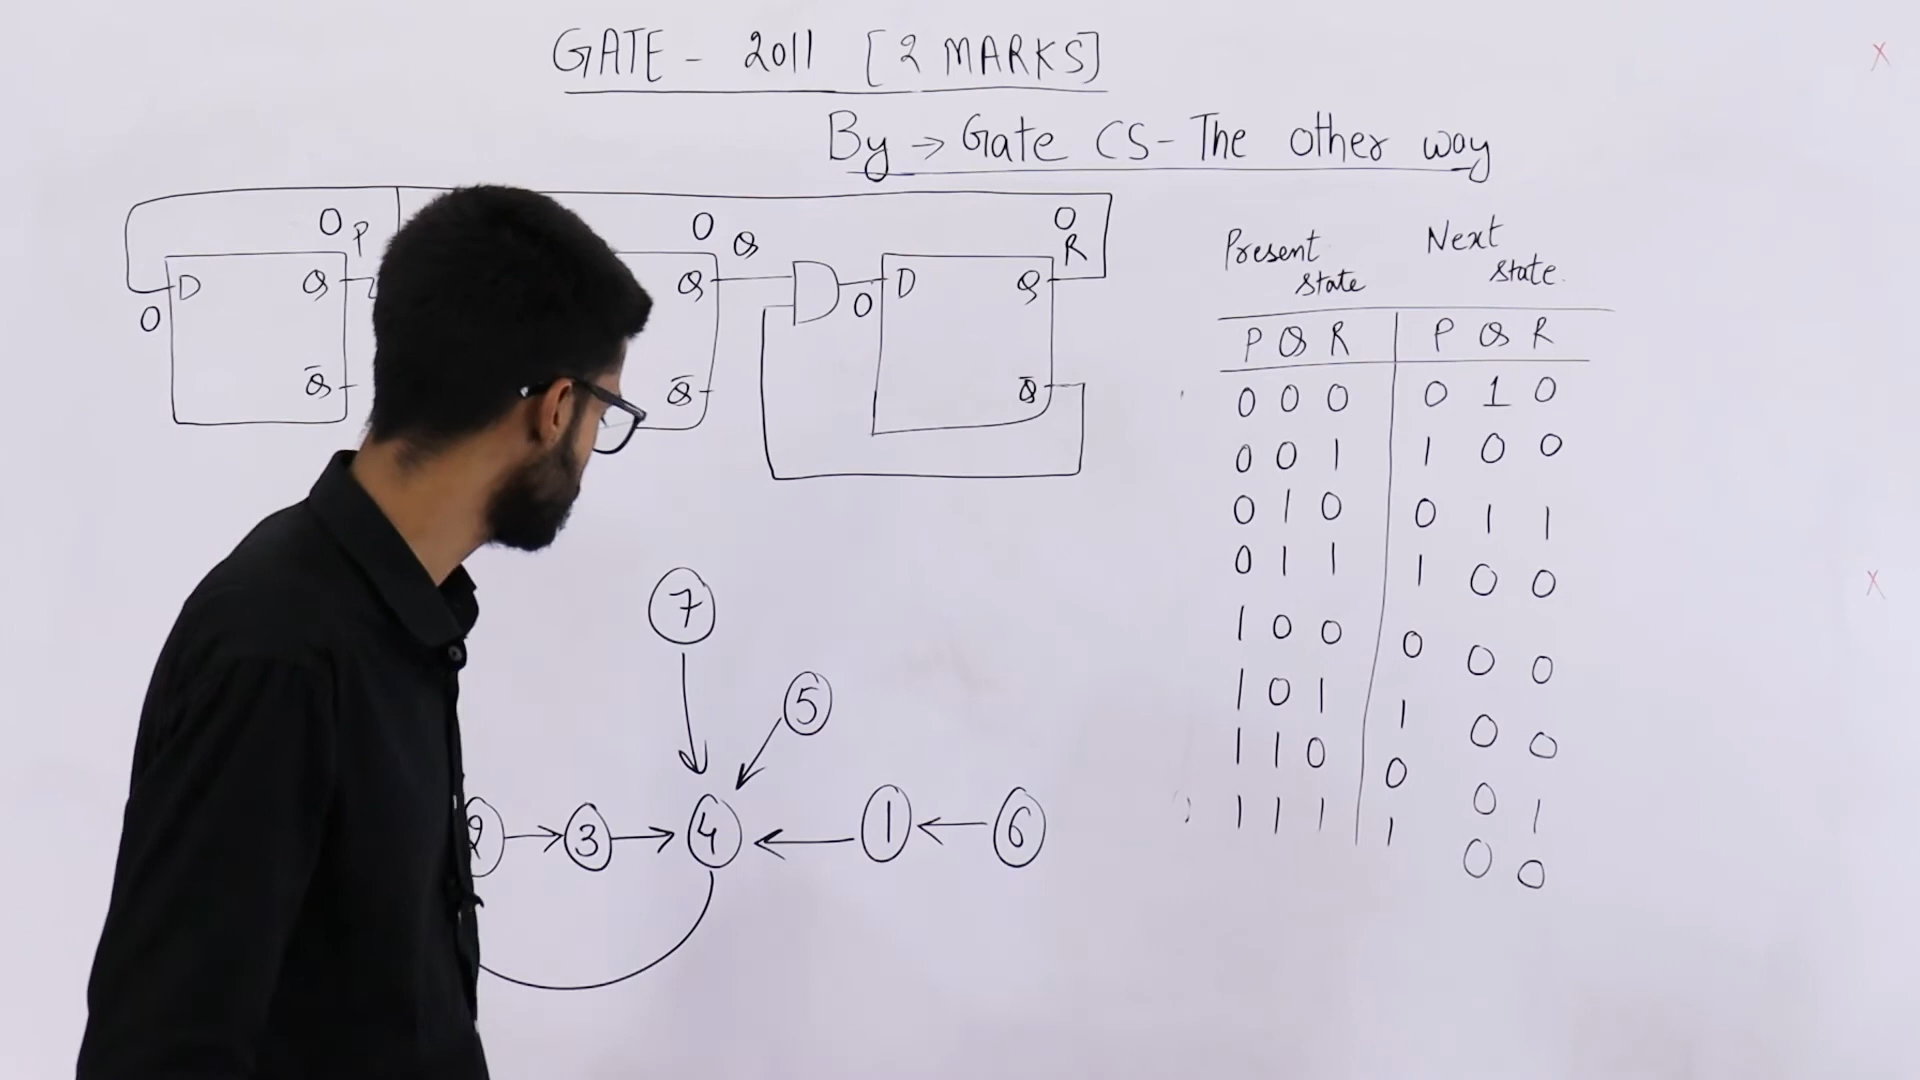 GATE - 2011 [2 MARKS]
By → Gate CS - The other way
0 P
0 Q
0
R
D Q
Q
0 D Q
0
Q̄
Q̄
Q̄
Present state
Next state.
P Q R | P Q R
0 0 0 0 1 0
0 0 1 1 0 0
0 1 0 0 1 1
0 1 1 1 0 0
1 0 0 0 0 0
1 0 1 1 0 0
1 1 0 0 0 1
1 1 1 1 0 0
7
5
2 → 3 → 4 ← 1 ← 6